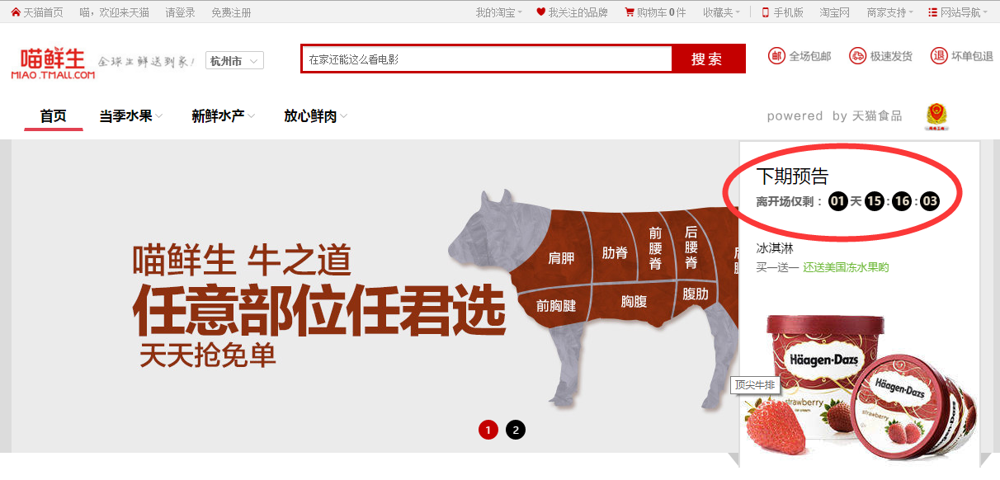 天猫首页 喵，欢迎来天猫 请登录 免费注册 我的淘宝 我关注的品牌 购物车 0 件 收藏夹 手机版 淘宝网 商家支持 网站导航
喵鲜生 全球生鲜送到家! 杭州市 在家还能这么看电影 搜 索 邮 全场包邮 极速发货 退 坏单包退
MIAO.TMALL.COM
首页 当季水果 新鲜水产 放心鲜肉 powered by 天猫食品
下期预告
离开场仅剩： 01 天 15 : 16 : 03
冰淇淋
买一送一 还送美国冻水果哟
喵鲜生 牛之道
任意部位任君选
天天抢免单
肩胛 肋脊 前腰脊 后腰脊
前胸腱 胸腹 腹肋
Häagen-Dazs
strawberry
ice cream
Häagen-Dazs
strawberry
顶尖牛排
1 2